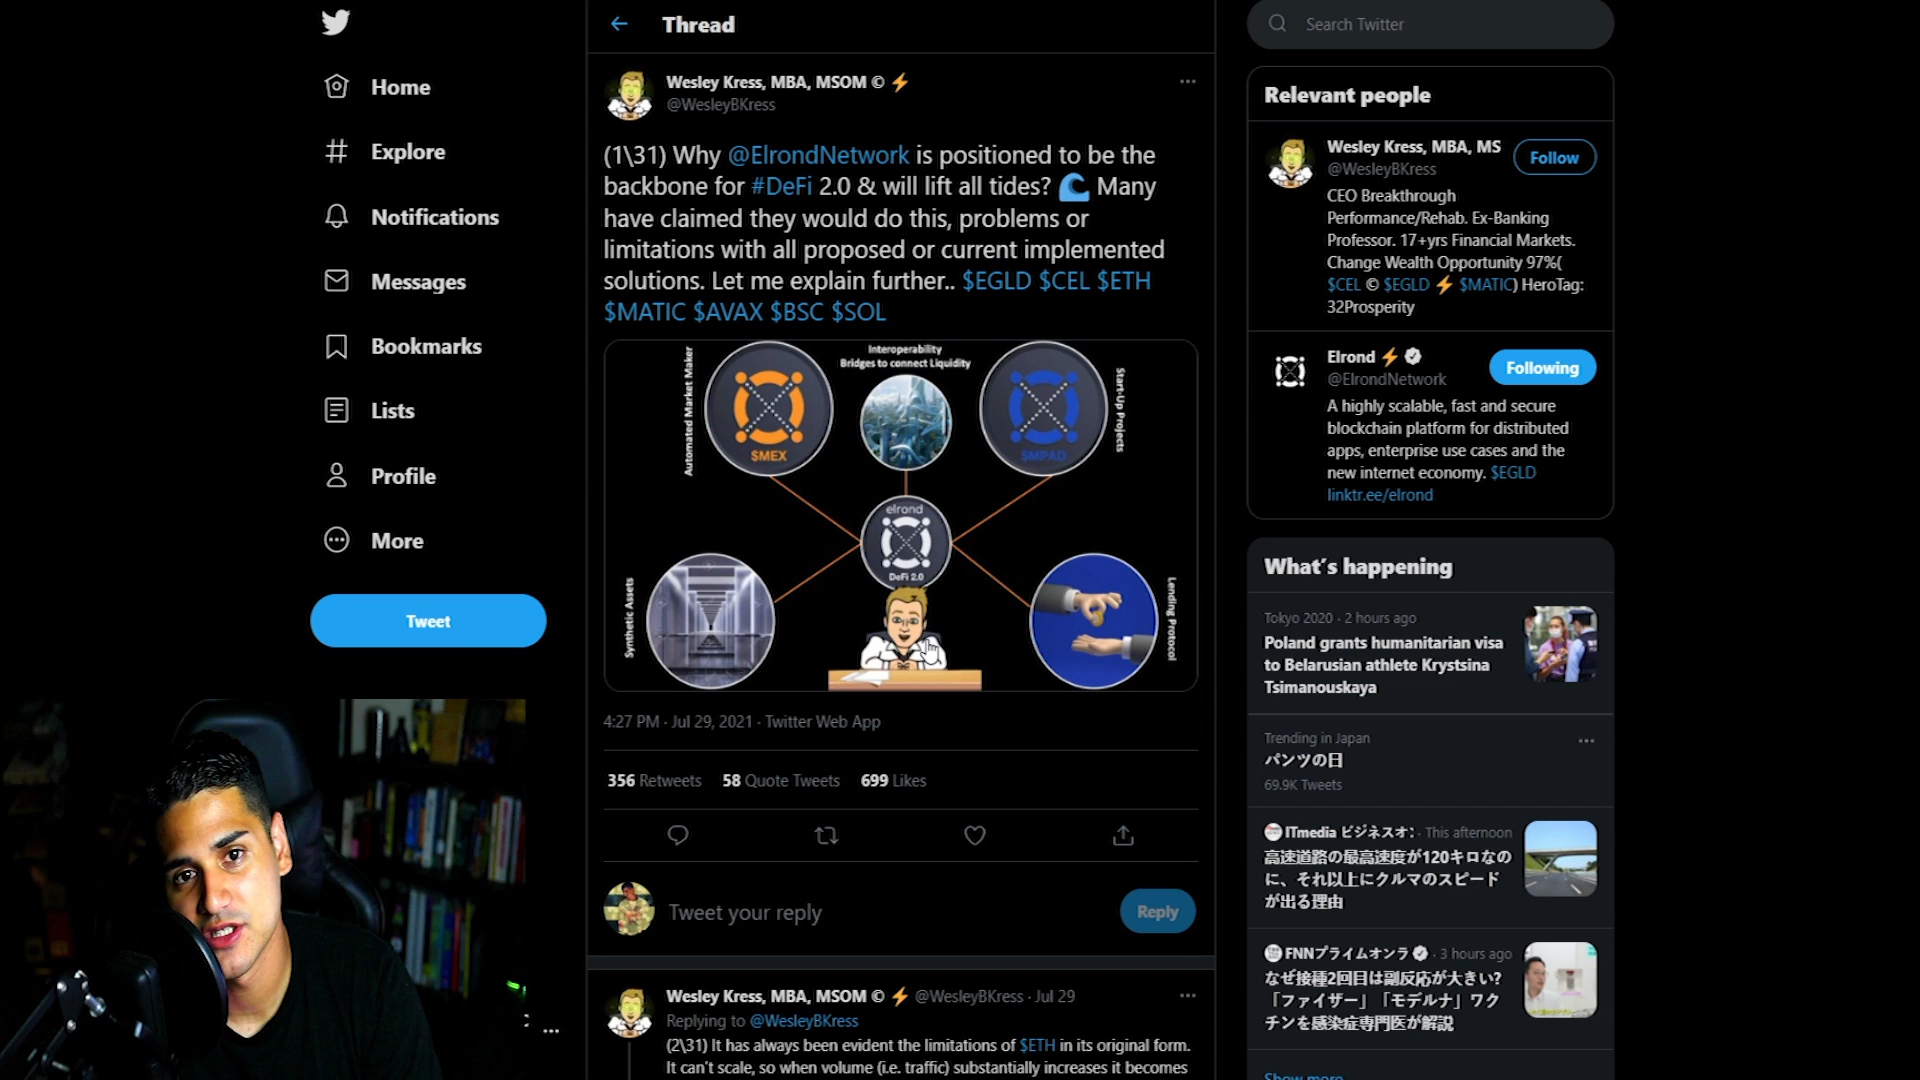 Home
Explore
Notifications
Messages
Bookmarks
Lists
Profile
More
Tweet
Thread
Wesley Kress, MBA, MSOM © ⚡
@WesleyBKress
(1\31) Why @ElrondNetwork is positioned to be the
backbone for #DeFi 2.0 & will lift all tides? 🌊 Many
have claimed they would do this, problems or
limitations with all proposed or current implemented
solutions. Let me explain further.. $EGLD $CEL $ETH
$MATIC $AVAX $BSC $SOL
Automated Market Maker
$MEX
Interoperability
Bridges to connect Liquidity
$MPAD
Start-Up Projects
elrond
DeFi 2.0
Synthetic Assets
Lending Protocol
4:27 PM · Jul 29, 2021 · Twitter Web App
356 Retweets 58 Quote Tweets 699 Likes
Tweet your reply
Reply
Wesley Kress, MBA, MSOM © ⚡ @WesleyBKress · Jul 29
Replying to @WesleyBKress
(2\31) It has always been evident the limitations of $ETH in its original form.
It can't scale, so when volume (i.e. traffic) substantially increases it becomes
Search Twitter
Relevant people
Wesley Kress, MBA, MS
@WesleyBKress
Follow
CEO Breakthrough
Performance/Rehab. Ex-Banking
Professor. 17+yrs Financial Markets.
Change Wealth Opportunity 97%(
$CEL © $EGLD ⚡ $MATIC) HeroTag:
32Prosperity
Elrond ⚡
@ElrondNetwork
Following
A highly scalable, fast and secure
blockchain platform for distributed
apps, enterprise use cases and the
new internet economy. $EGLD
linktr.ee/elrond
What's happening
Tokyo 2020 · 2 hours ago
Poland grants humanitarian visa
to Belarusian athlete Krystsina
Tsimanouskaya
Trending in Japan
パンツの日
69.9K Tweets
ITmedia ビジネスオ: · This afternoon
高速道路の最高速度が120キロなの
に、それ以上にクルマのスピード
が出る理由
FNNプライムオンラ · 3 hours ago
なぜ接種2回目は副反応が大きい?
「ファイザー」「モデルナ」ワク
チンを感染症専門医が解説
Show more